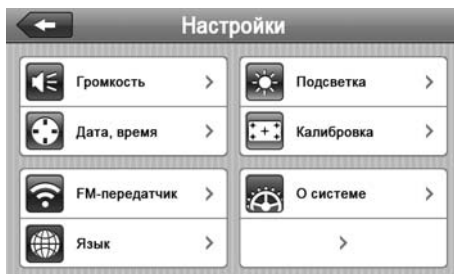 Настройки
Громкость
Подсветка
Дата, время
Калибровка
FM-передатчик
О системе
Язык